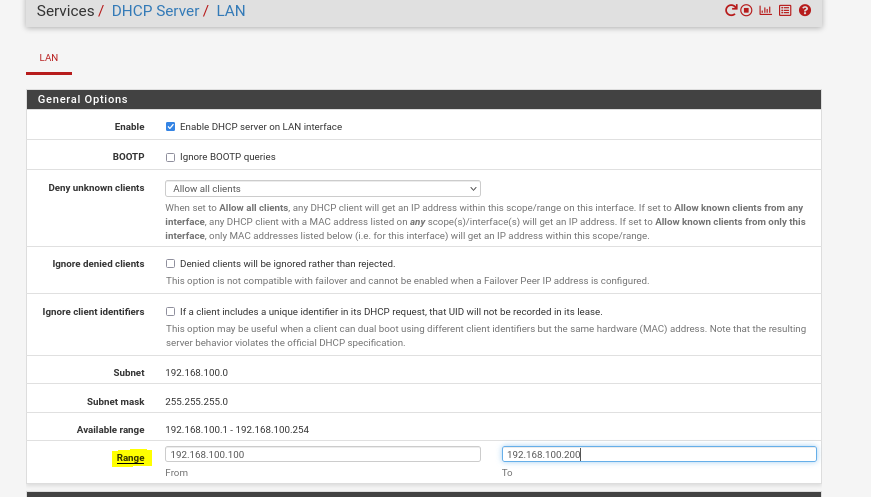 Services / DHCP Server / LAN
LAN
General Options
Enable Enable DHCP server on LAN interface
BOOTP Ignore BOOTP queries
Deny unknown clients Allow all clients
When set to Allow all clients, any DHCP client will get an IP address within this scope/range on this interface. If set to Allow known clients from any
interface, any DHCP client with a MAC address listed on any scope(s)/interface(s) will get an IP address. If set to Allow known clients from only this
interface, only MAC addresses listed below (i.e. for this interface) will get an IP address within this scope/range.
Ignore denied clients Denied clients will be ignored rather than rejected.
This option is not compatible with failover and cannot be enabled when a Failover Peer IP address is configured.
Ignore client identifiers If a client includes a unique identifier in its DHCP request, that UID will not be recorded in its lease.
This option may be useful when a client can dual boot using different client identifiers but the same hardware (MAC) address. Note that the resulting
server behavior violates the official DHCP specification.
Subnet 192.168.100.0
Subnet mask 255.255.255.0
Available range 192.168.100.1 - 192.168.100.254
Range 192.168.100.100 192.168.100.200
From To